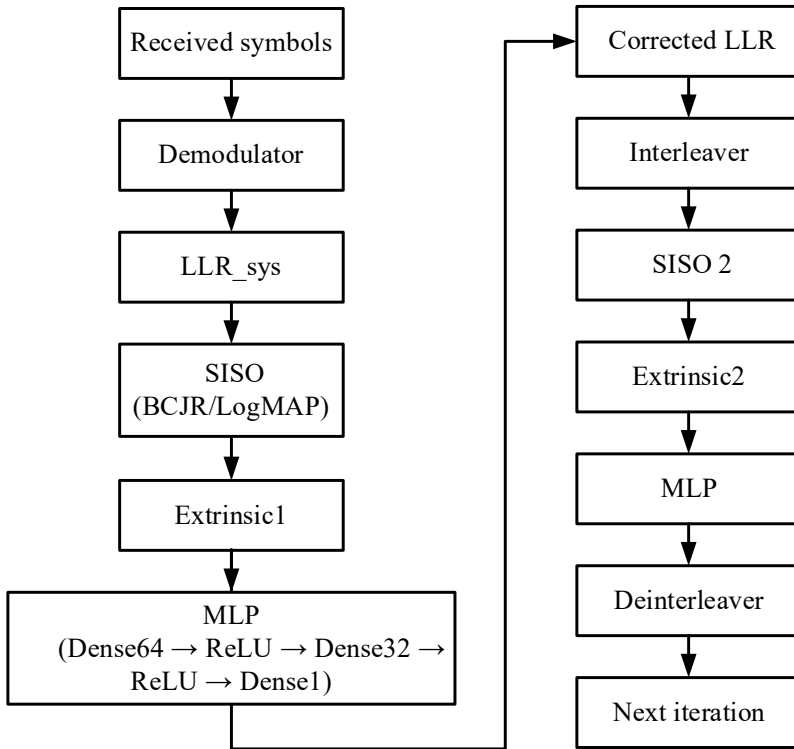 Received symbols
Demodulator
LLR_sys
SISO
(BCJR/LogMAP)
Extrinsic1
MLP
(Dense64 → ReLU → Dense32 →
ReLU → Dense1)
Corrected LLR
Interleaver
SISO 2
Extrinsic2
MLP
Deinterleaver
Next iteration